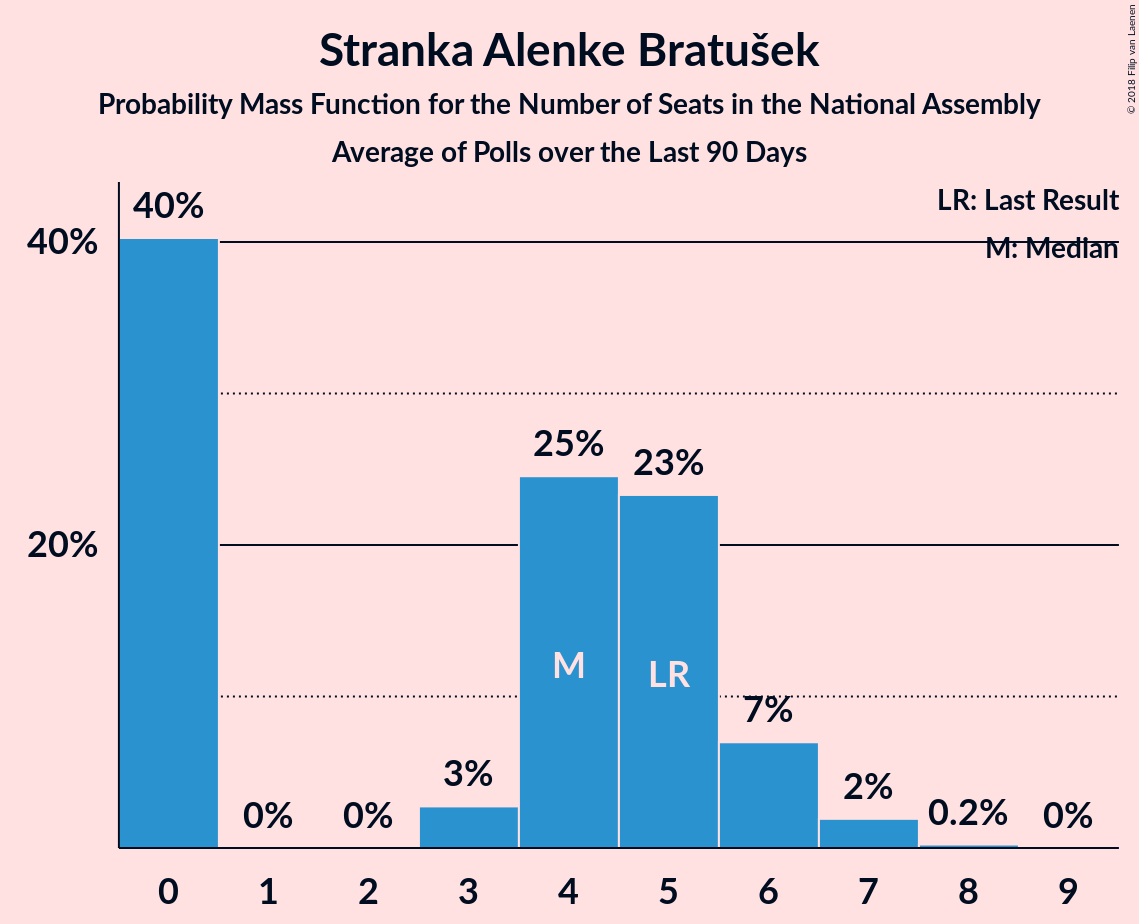 Stranka Alenke Bratušek
Probability Mass Function for the Number of Seats in the National Assembly
Average of Polls over the Last 90 Days
© 2018 Filip van Laenen
LR: Last Result
M: Median
40%
20%
40%
0%
0%
3%
25%
23%
7%
2%
0.2%
0%
M
LR
0 1 2 3 4 5 6 7 8 9